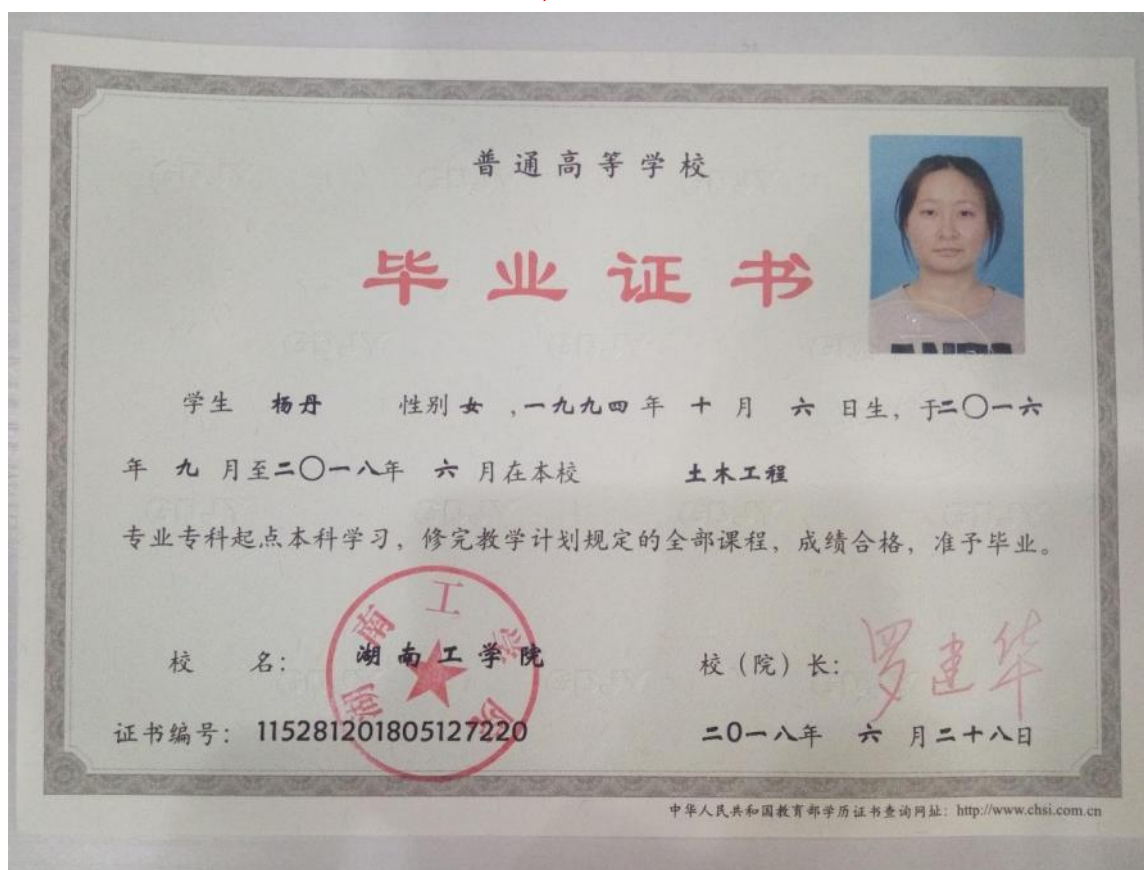 普通高等学校
毕业证书
学生 杨丹 性别 女 ,一九九四 年 十 月 六 日生，于二〇一六
年 九 月至二〇一八年 六 月在本校 土木工程
专业专科起点本科学习，修完教学计划规定的全部课程，成绩合格，准予毕业。
湖南工学院
校 名： 湖南工学院 校（院）长： 罗建华
证书编号： 115281201805127220 二〇一八年 六 月二十八日
中华人民共和国教育部学历证书查询网址：http://www.chsi.com.cn